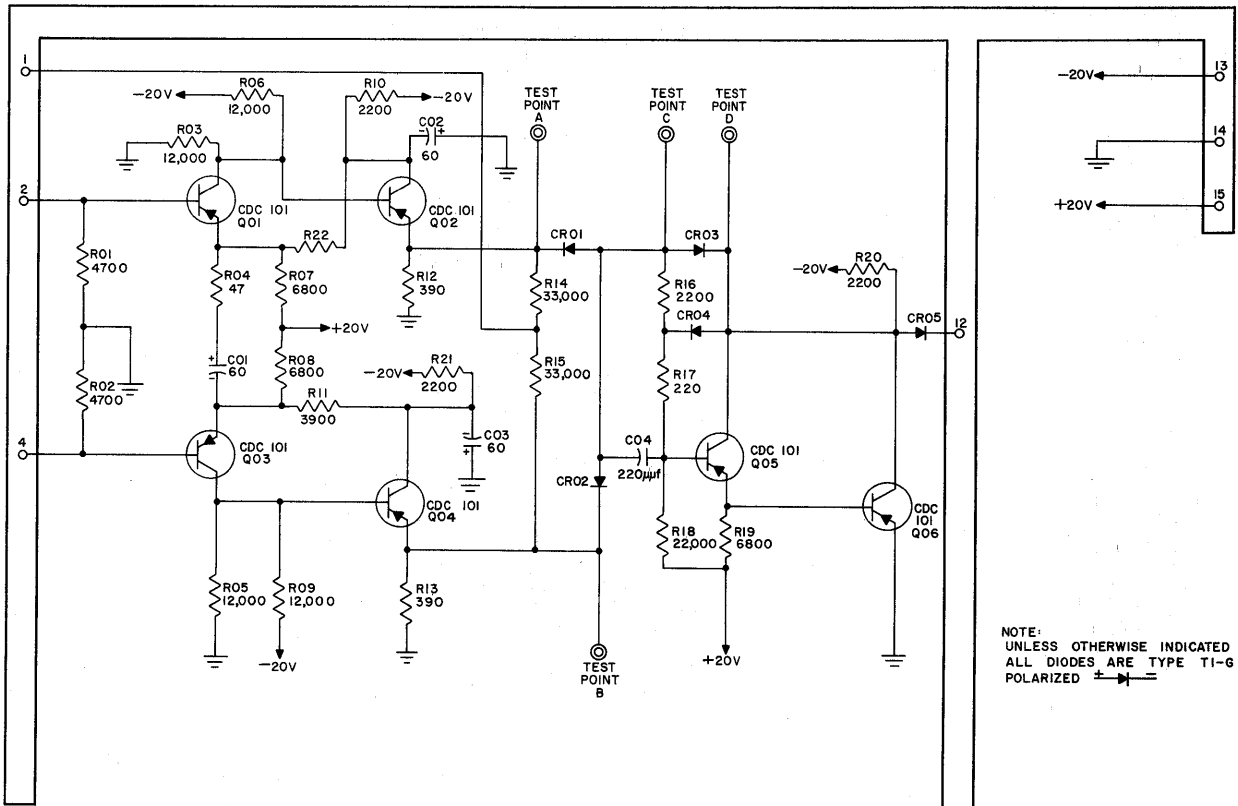 1
2
4
R06
12,000
-20V
R03
12,000
CDC 101
Q01
R10
2200
-20V
C02
- +
60
CDC 101
Q02
R22
R01
4700
R02
4700
R04
47
R07
6800
+20V
R08
6800
+
C01
60
-
R12
390
-20V
R21
2200
R11
3900
-
C03
60
+
CDC 101
Q03
CDC 101
Q04
R05
12,000
R09
12,000
-20V
R13
390
TEST
POINT
A
TEST
POINT
C
TEST
POINT
D
CR01
CR03
R14
33,000
R15
33,000
R16
2200
CR04
R17
220
C04
220μμf
CR02
CDC 101
Q05
R18
22,000
R19
6800
+20V
TEST
POINT
B
-20V
R20
2200
CR05
12
CDC
101
Q06
-20V
13
14
+20V
15
NOTE:
UNLESS OTHERWISE INDICATED
ALL DIODES ARE TYPE TI-G
POLARIZED + -